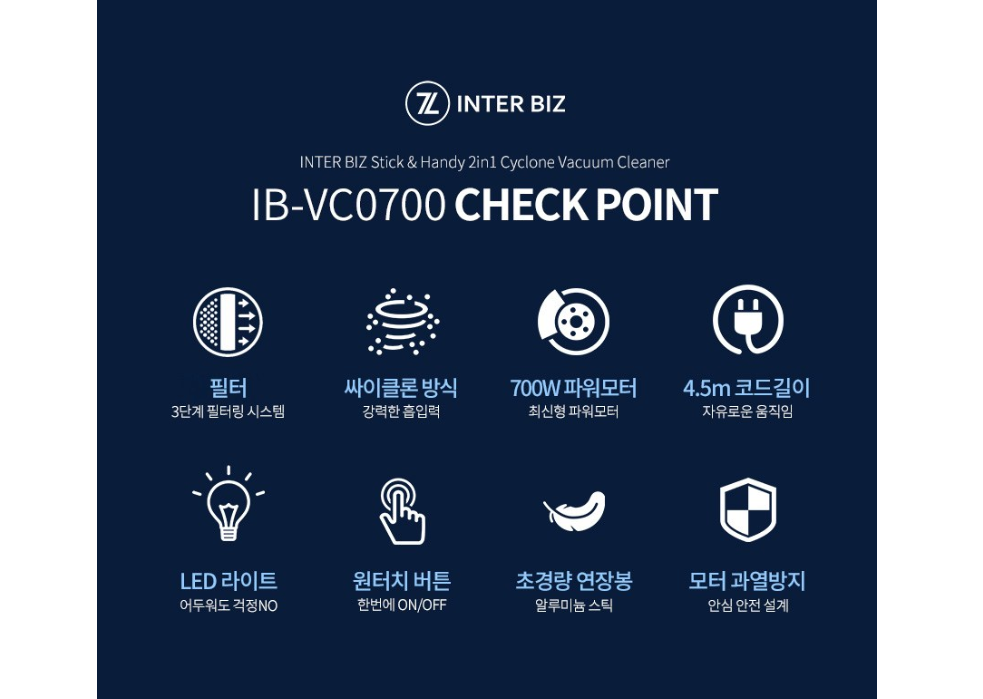 INTER BIZ
INTER BIZ Stick & Handy 2in1 Cyclone Vacuum Cleaner
IB-VC0700 CHECK POINT
필터 싸이클론 방식 700W 파워모터 4.5m 코드길이
3단계 필터링 시스템 강력한 흡입력 최신형 파워모터 자유로운 움직임
LED 라이트 원터치 버튼 초경량 연장봉 모터 과열방지
어두워도 걱정NO 한번에 ON/OFF 알루미늄 스틱 안심 안전 설계